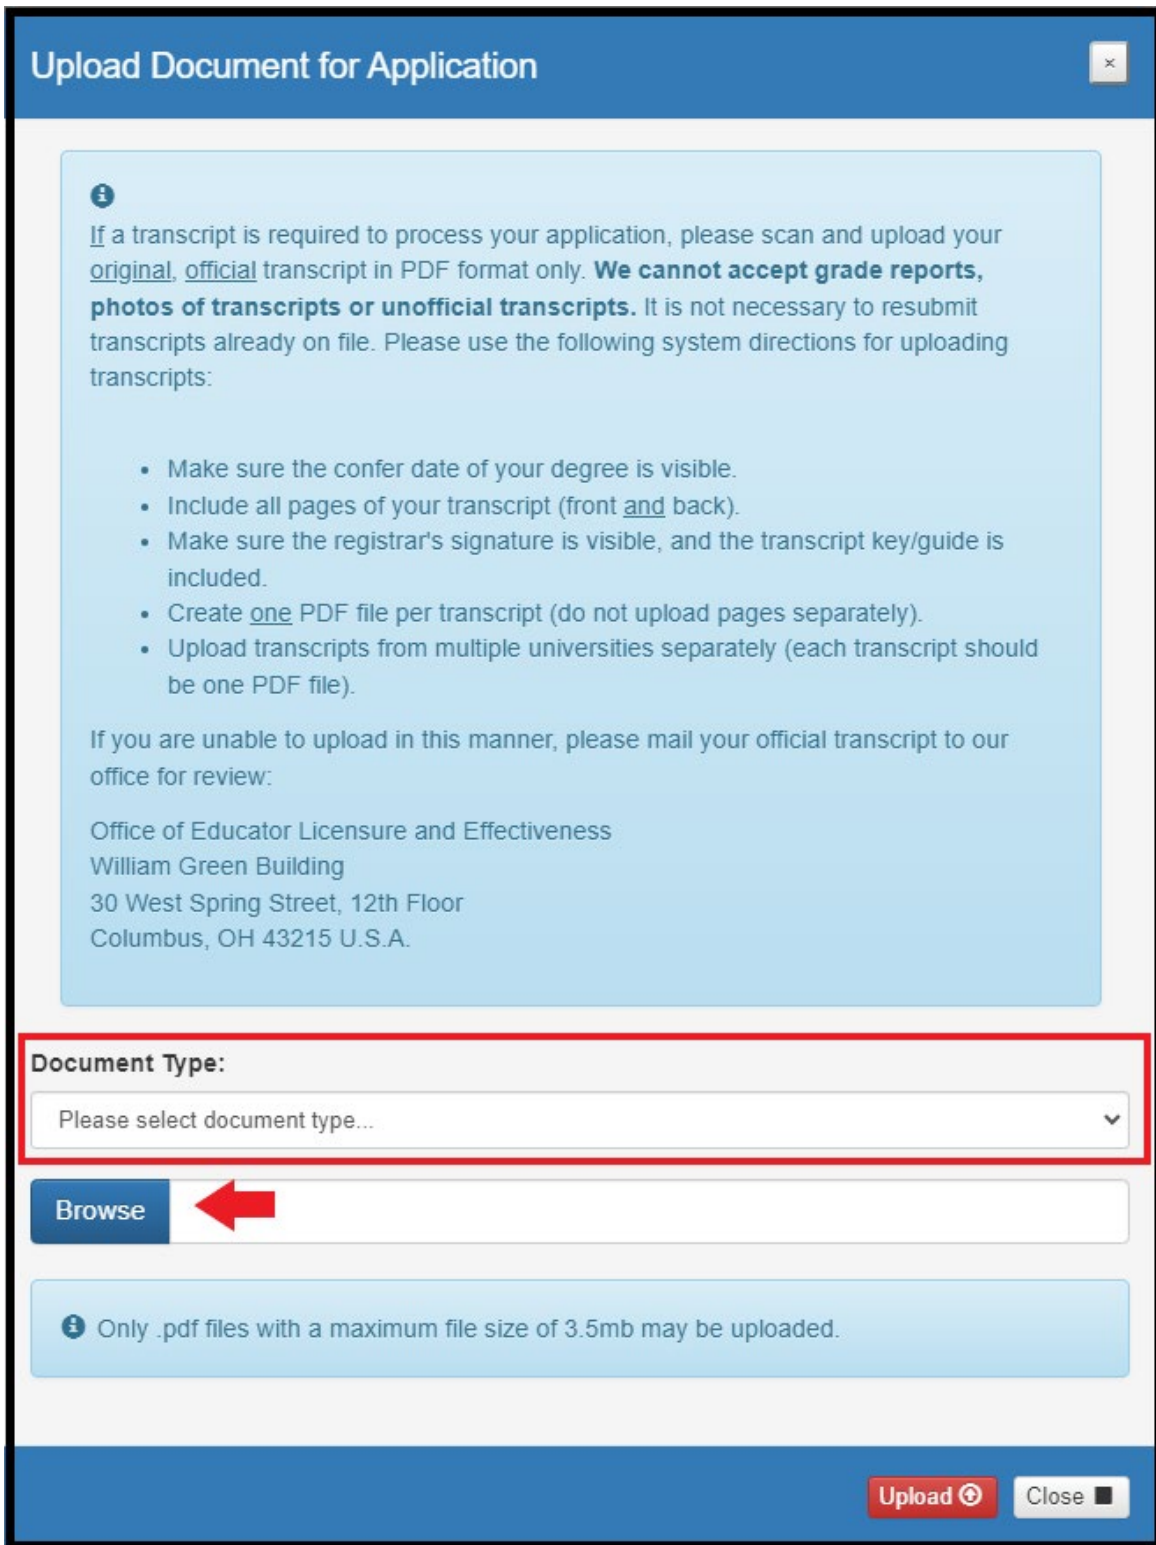 Upload Document for Application
×
If a transcript is required to process your application, please scan and upload your
original, official transcript in PDF format only. We cannot accept grade reports,
photos of transcripts or unofficial transcripts. It is not necessary to resubmit
transcripts already on file. Please use the following system directions for uploading
transcripts:
• Make sure the confer date of your degree is visible.
• Include all pages of your transcript (front and back).
• Make sure the registrar's signature is visible, and the transcript key/guide is
included.
• Create one PDF file per transcript (do not upload pages separately).
• Upload transcripts from multiple universities separately (each transcript should
be one PDF file).
If you are unable to upload in this manner, please mail your official transcript to our
office for review:
Office of Educator Licensure and Effectiveness
William Green Building
30 West Spring Street, 12th Floor
Columbus, OH 43215 U.S.A.
Document Type:
Please select document type...
Browse
Only .pdf files with a maximum file size of 3.5mb may be uploaded.
Upload Close